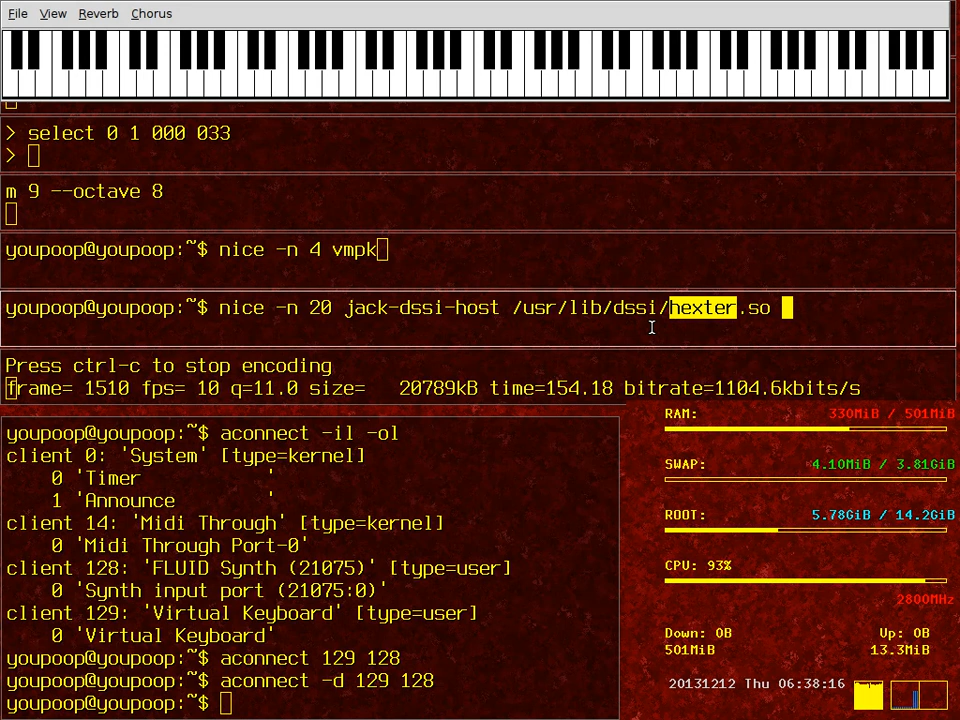 File View Reverb Chorus
> select 0 1 000 033
>
m 9 --octave 8
youpoop@youpoop:~$ nice -n 4 vmpk
youpoop@youpoop:~$ nice -n 20 jack-dssi-host /usr/lib/dssi/hexter.so
Press ctrl-c to stop encoding
frame= 1510 fps= 10 q=11.0 size=   20789kB time=154.18 bitrate=1104.6kbits/s
youpoop@youpoop:~$ aconnect -il -ol
client 0: 'System' [type=kernel]
    0 'Timer           '
    1 'Announce        '
client 14: 'Midi Through' [type=kernel]
    0 'Midi Through Port-0'
client 128: 'FLUID Synth (21075)' [type=user]
    0 'Synth input port (21075:0)'
client 129: 'Virtual Keyboard' [type=user]
    0 'Virtual Keyboard'
youpoop@youpoop:~$ aconnect 129 128
youpoop@youpoop:~$ aconnect -d 129 128
youpoop@youpoop:~$
RAM: 330MiB / 501MiB
SWAP: 4.10MiB / 3.81GiB
ROOT: 5.78GiB / 14.2GiB
CPU: 93%
2800MHz
Down: 0B Up: 0B
501MiB 13.3MiB
20131212 Thu 06:38:16